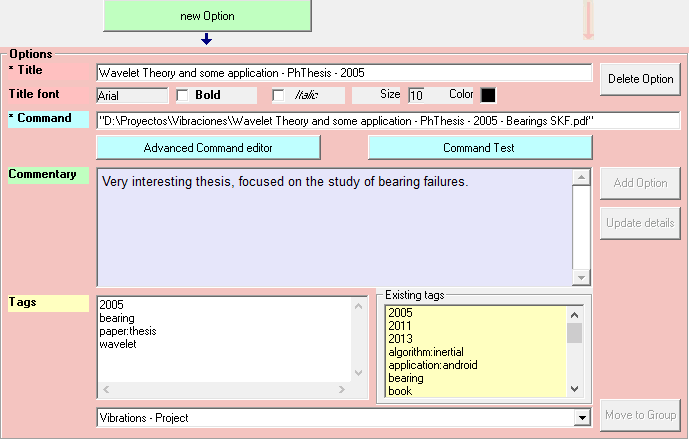 new Option
Options
* Title
Wavelet Theory and some application - PhThesis - 2005
Delete Option
Title font
Arial
Bold
Italic
Size
10
Color
* Command
"D:\Proyectos\Vibraciones\Wavelet Theory and some application - PhThesis - 2005 - Bearings SKF.pdf"
Advanced Command editor
Command Test
Commentary
Very interesting thesis, focused on the study of bearing failures.
Add Option
Update details
Tags
2005
bearing
paper:thesis
wavelet
Existing tags
2005
2011
2013
algorithm:inertial
application:android
bearing
book
Vibrations - Project
Move to Group